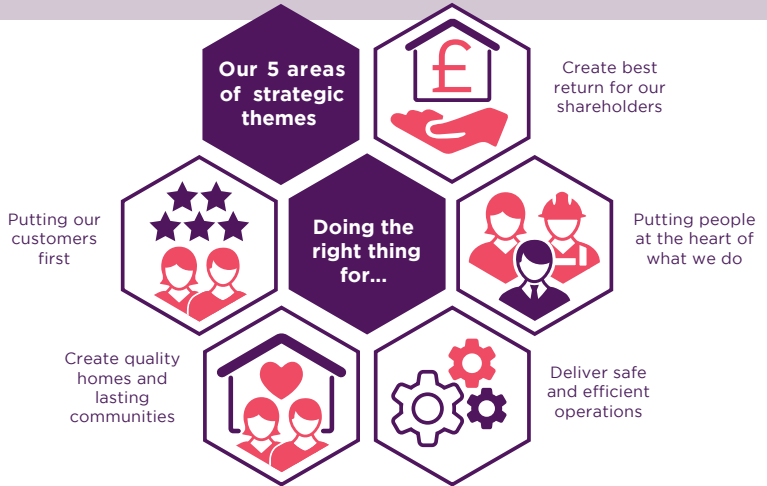 Our 5 areas
of strategic
themes
£
Create best
return for our
shareholders
Putting our
customers
first
Doing the
right thing
for...
Putting people
at the heart of
what we do
Create quality
homes and
lasting
communities
Deliver safe
and efficient
operations